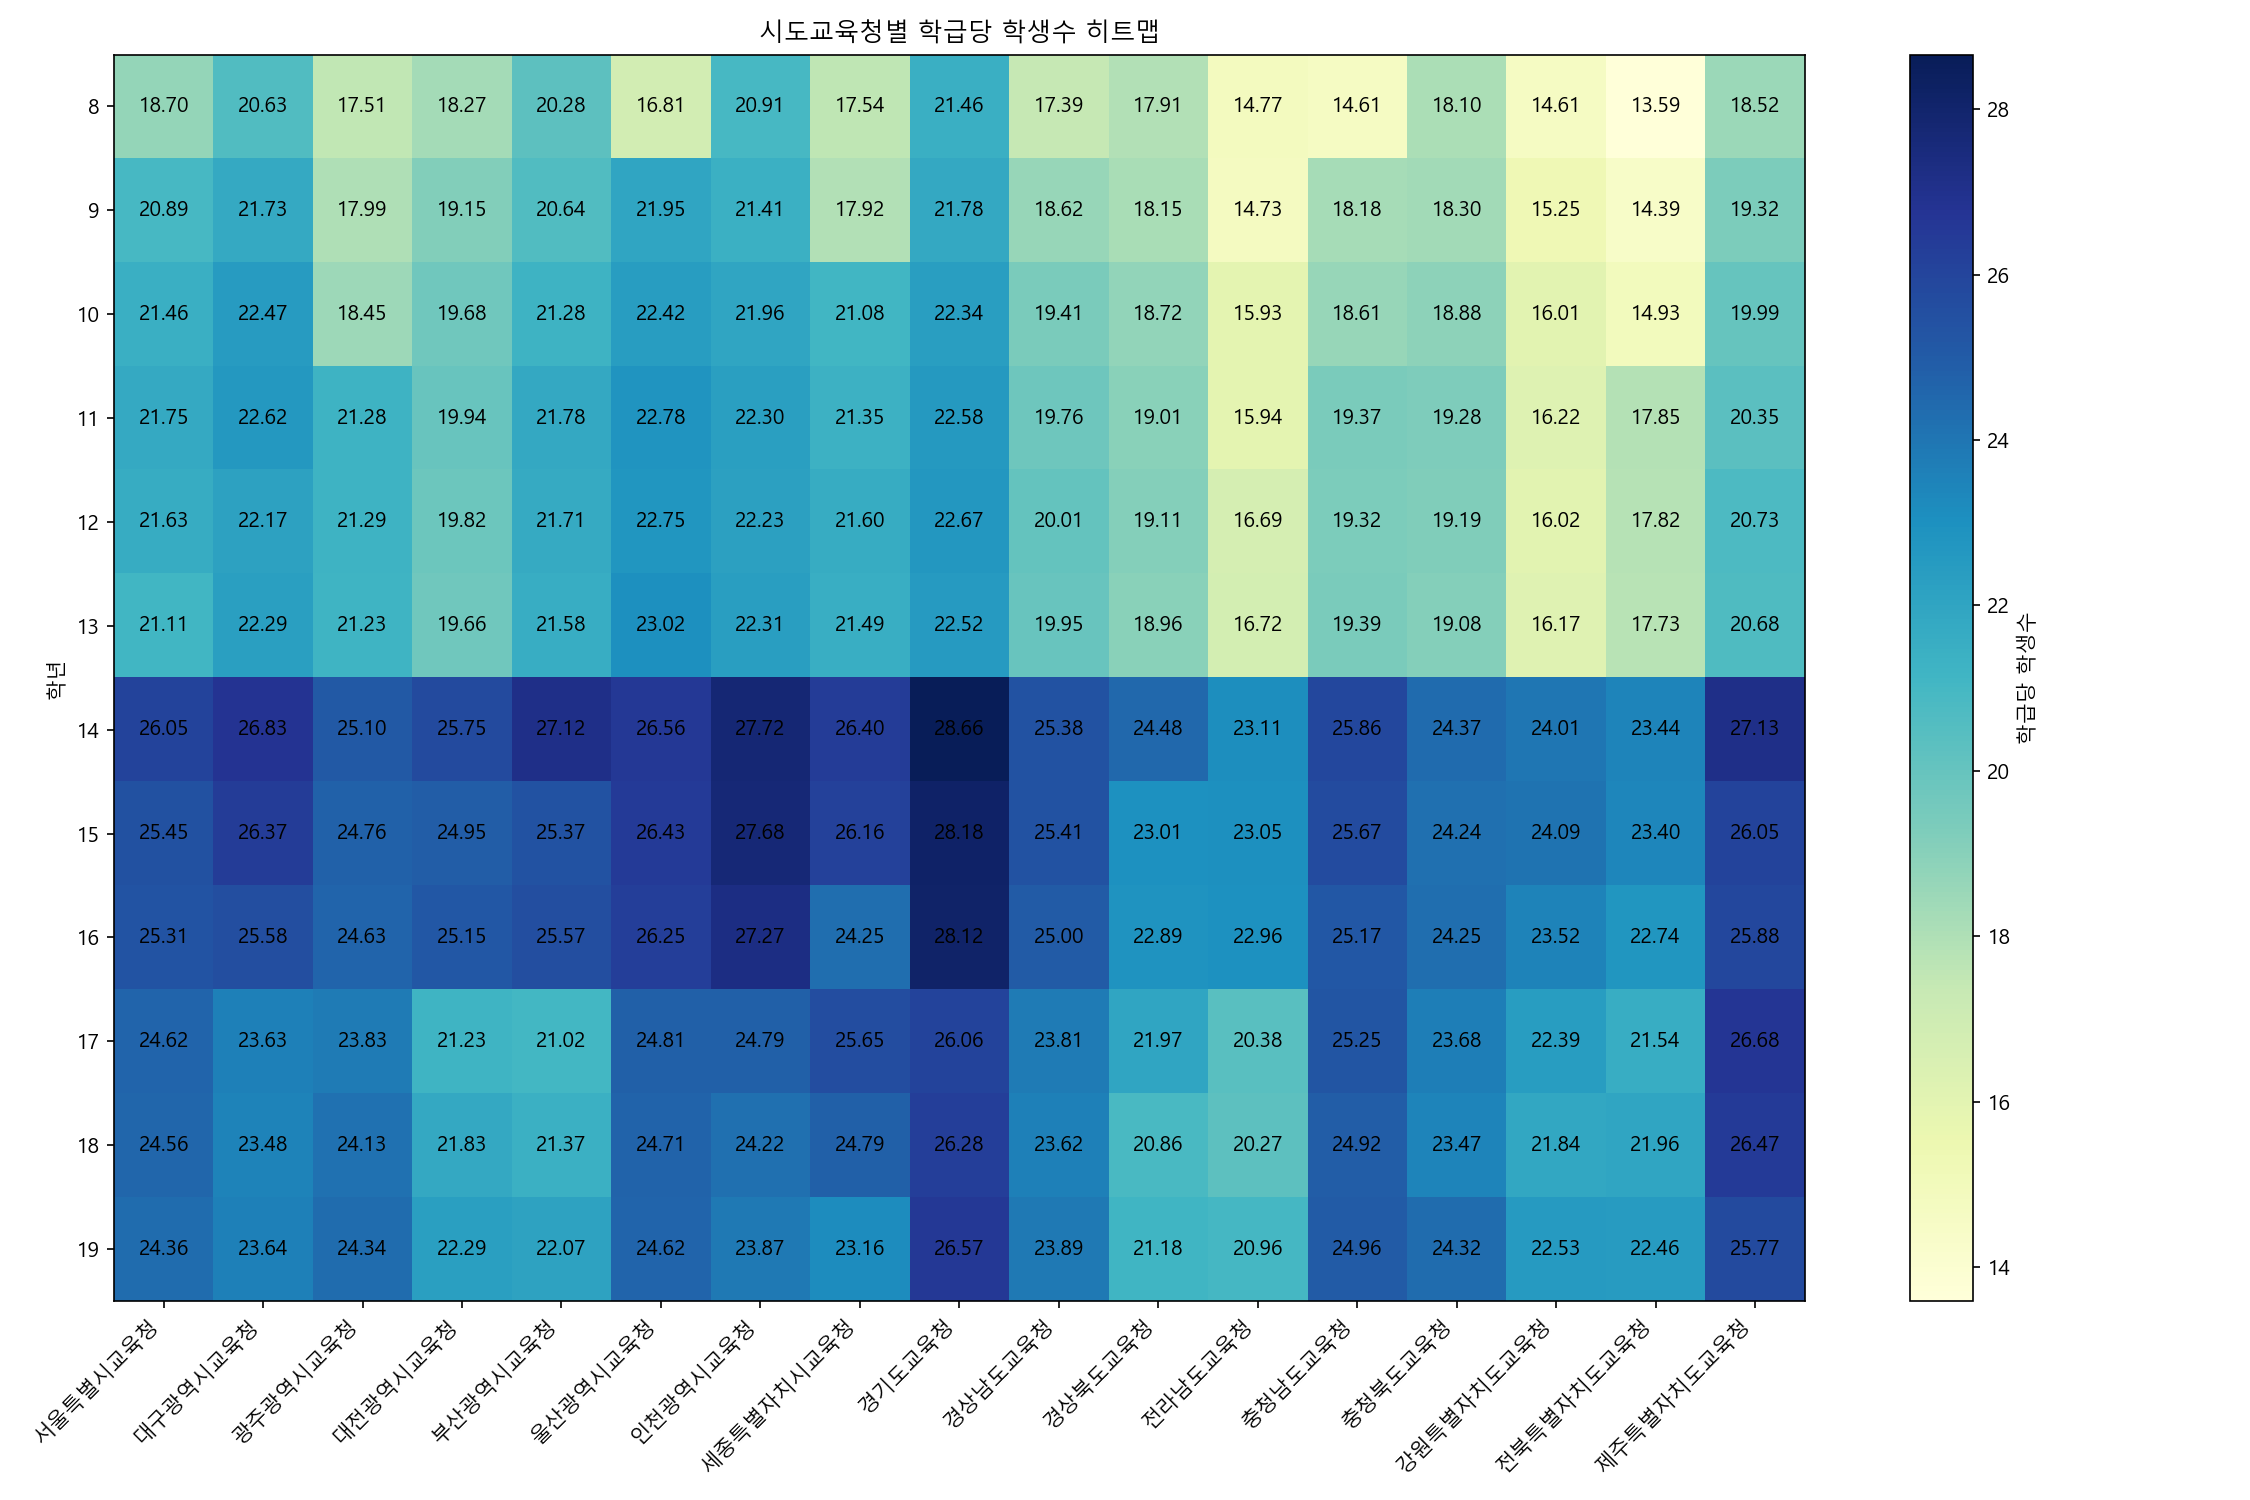 시도교육청별 학급당 학생수 히트맵
학년
8 18.70 20.63 17.51 18.27 20.28 16.81 20.91 17.54 21.46 17.39 17.91 14.77 14.61 18.10 14.61 13.59 18.52
9 20.89 21.73 17.99 19.15 20.64 21.95 21.41 17.92 21.78 18.62 18.15 14.73 18.18 18.30 15.25 14.39 19.32
10 21.46 22.47 18.45 19.68 21.28 22.42 21.96 21.08 22.34 19.41 18.72 15.93 18.61 18.88 16.01 14.93 19.99
11 21.75 22.62 21.28 19.94 21.78 22.78 22.30 21.35 22.58 19.76 19.01 15.94 19.37 19.28 16.22 17.85 20.35
12 21.63 22.17 21.29 19.82 21.71 22.75 22.23 21.60 22.67 20.01 19.11 16.69 19.32 19.19 16.02 17.82 20.73
13 21.11 22.29 21.23 19.66 21.58 23.02 22.31 21.49 22.52 19.95 18.96 16.72 19.39 19.08 16.17 17.73 20.68
14 26.05 26.83 25.10 25.75 27.12 26.56 27.72 26.40 28.66 25.38 24.48 23.11 25.86 24.37 24.01 23.44 27.13
15 25.45 26.37 24.76 24.95 25.37 26.43 27.68 26.16 28.18 25.41 23.01 23.05 25.67 24.24 24.09 23.40 26.05
16 25.31 25.58 24.63 25.15 25.57 26.25 27.27 24.25 28.12 25.00 22.89 22.96 25.17 24.25 23.52 22.74 25.88
17 24.62 23.63 23.83 21.23 21.02 24.81 24.79 25.65 26.06 23.81 21.97 20.38 25.25 23.68 22.39 21.54 26.68
18 24.56 23.48 24.13 21.83 21.37 24.71 24.22 24.79 26.28 23.62 20.86 20.27 24.92 23.47 21.84 21.96 26.47
19 24.36 23.64 24.34 22.29 22.07 24.62 23.87 23.16 26.57 23.89 21.18 20.96 24.96 24.32 22.53 22.46 25.77
서울특별시교육청
대구광역시교육청
광주광역시교육청
대전광역시교육청
부산광역시교육청
울산광역시교육청
인천광역시교육청
세종특별자치시교육청
경기도교육청
경상남도교육청
경상북도교육청
전라남도교육청
충청남도교육청
충청북도교육청
강원특별자치도교육청
전북특별자치도교육청
제주특별자치도교육청
28
26
24
22
20
18
16
14
학급당 학생수